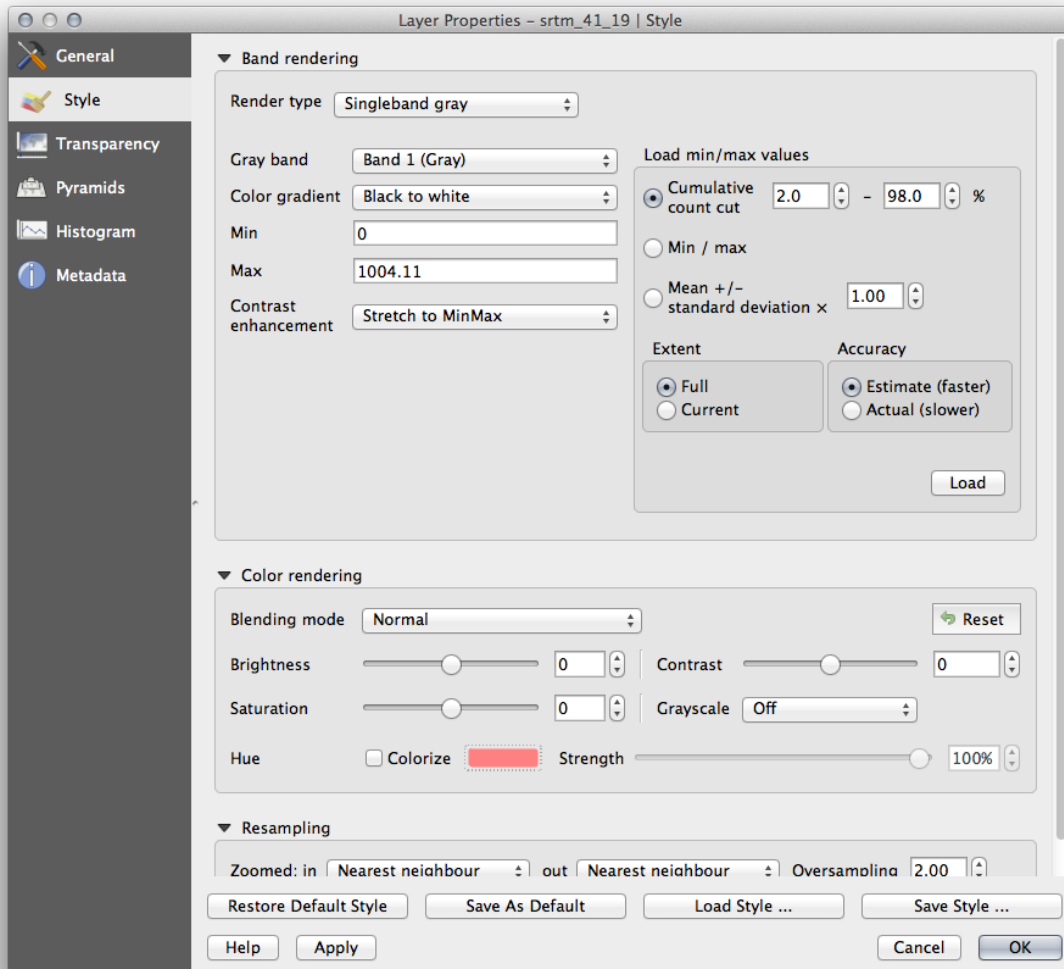 Layer Properties – srtm_41_19 | Style
General
Style
Transparency
Pyramids
Histogram
Metadata
Band rendering
Render type Singleband gray
Gray band Band 1 (Gray)
Color gradient Black to white
Min 0
Max 1004.11
Contrast
enhancement Stretch to MinMax
Load min/max values
Cumulative
count cut 2.0 – 98.0 %
Min / max
Mean +/–
standard deviation × 1.00
Extent
Full
Current
Accuracy
Estimate (faster)
Actual (slower)
Load
Color rendering
Blending mode Normal Reset
Brightness 0 Contrast 0
Saturation 0 Grayscale Off
Hue Colorize Strength 100%
Resampling
Zoomed: in Nearest neighbour out Nearest neighbour Oversampling 2.00
Restore Default Style Save As Default Load Style ... Save Style ...
Help Apply Cancel OK